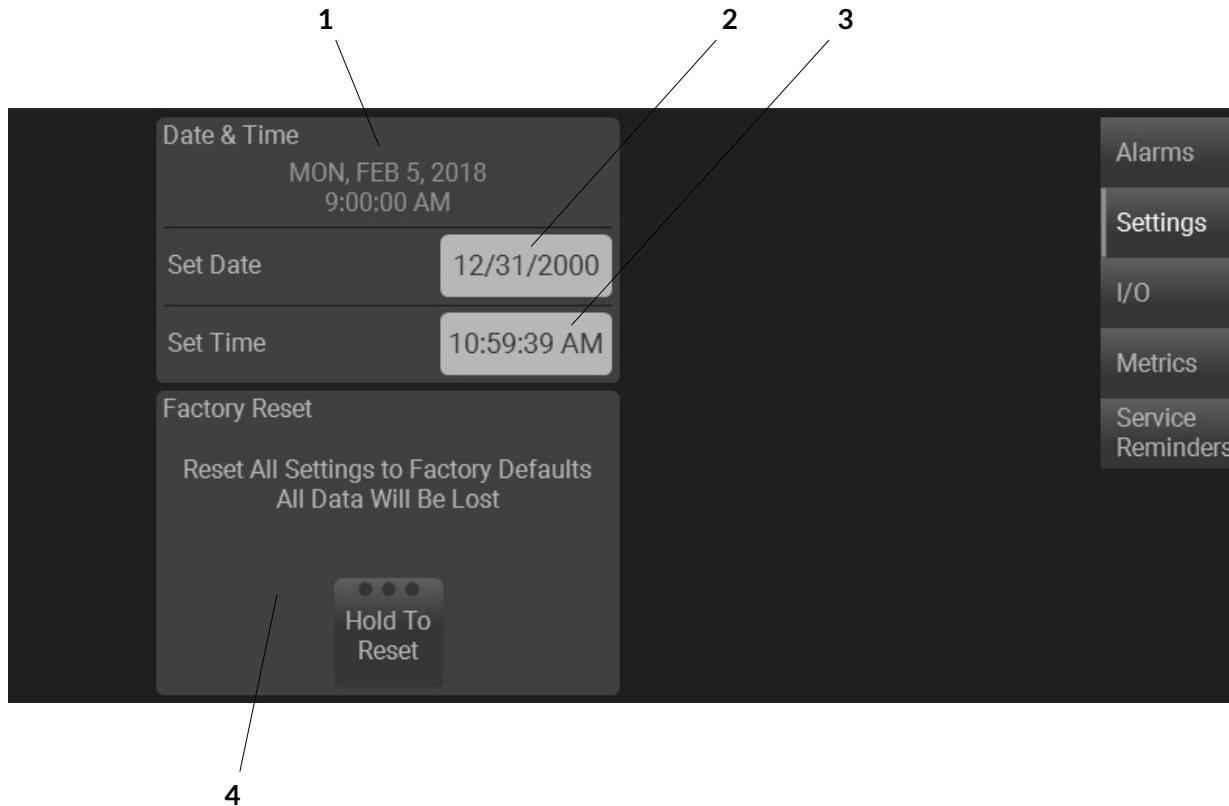 1 2 3
Date & Time
MON, FEB 5, 2018
9:00:00 AM
Set Date 12/31/2000
Set Time 10:59:39 AM
Factory Reset
Reset All Settings to Factory Defaults
All Data Will Be Lost
Hold To
Reset
Alarms
Settings
I/O
Metrics
Service
Reminders
4